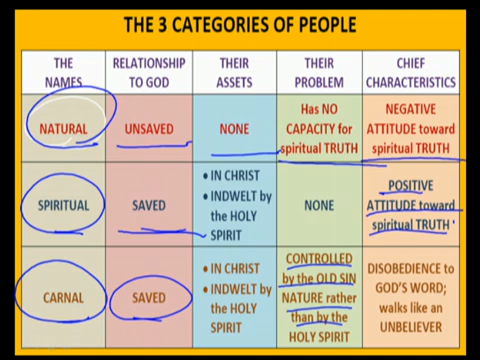 THE 3 CATEGORIES OF PEOPLE
THE
NAMES
RELATIONSHIP
TO GOD
THEIR
ASSETS
THEIR
PROBLEM
CHIEF
CHARACTERISTICS
NATURAL
UNSAVED
NONE
Has NO
CAPACITY for
spiritual TRUTH
NEGATIVE
ATTITUDE toward
spiritual TRUTH
SPIRITUAL
SAVED
• IN CHRIST
• INDWELT by
the HOLY
SPIRIT
NONE
POSITIVE
ATTITUDE toward
spiritual TRUTH
CARNAL
SAVED
• IN CHRIST
• INDWELT by
the HOLY
SPIRIT
CONTROLLED
by the OLD SIN
NATURE rather
than by the
HOLY SPIRIT
DISOBEDIENCE to
GOD'S WORD;
walks like an
UNBELIEVER